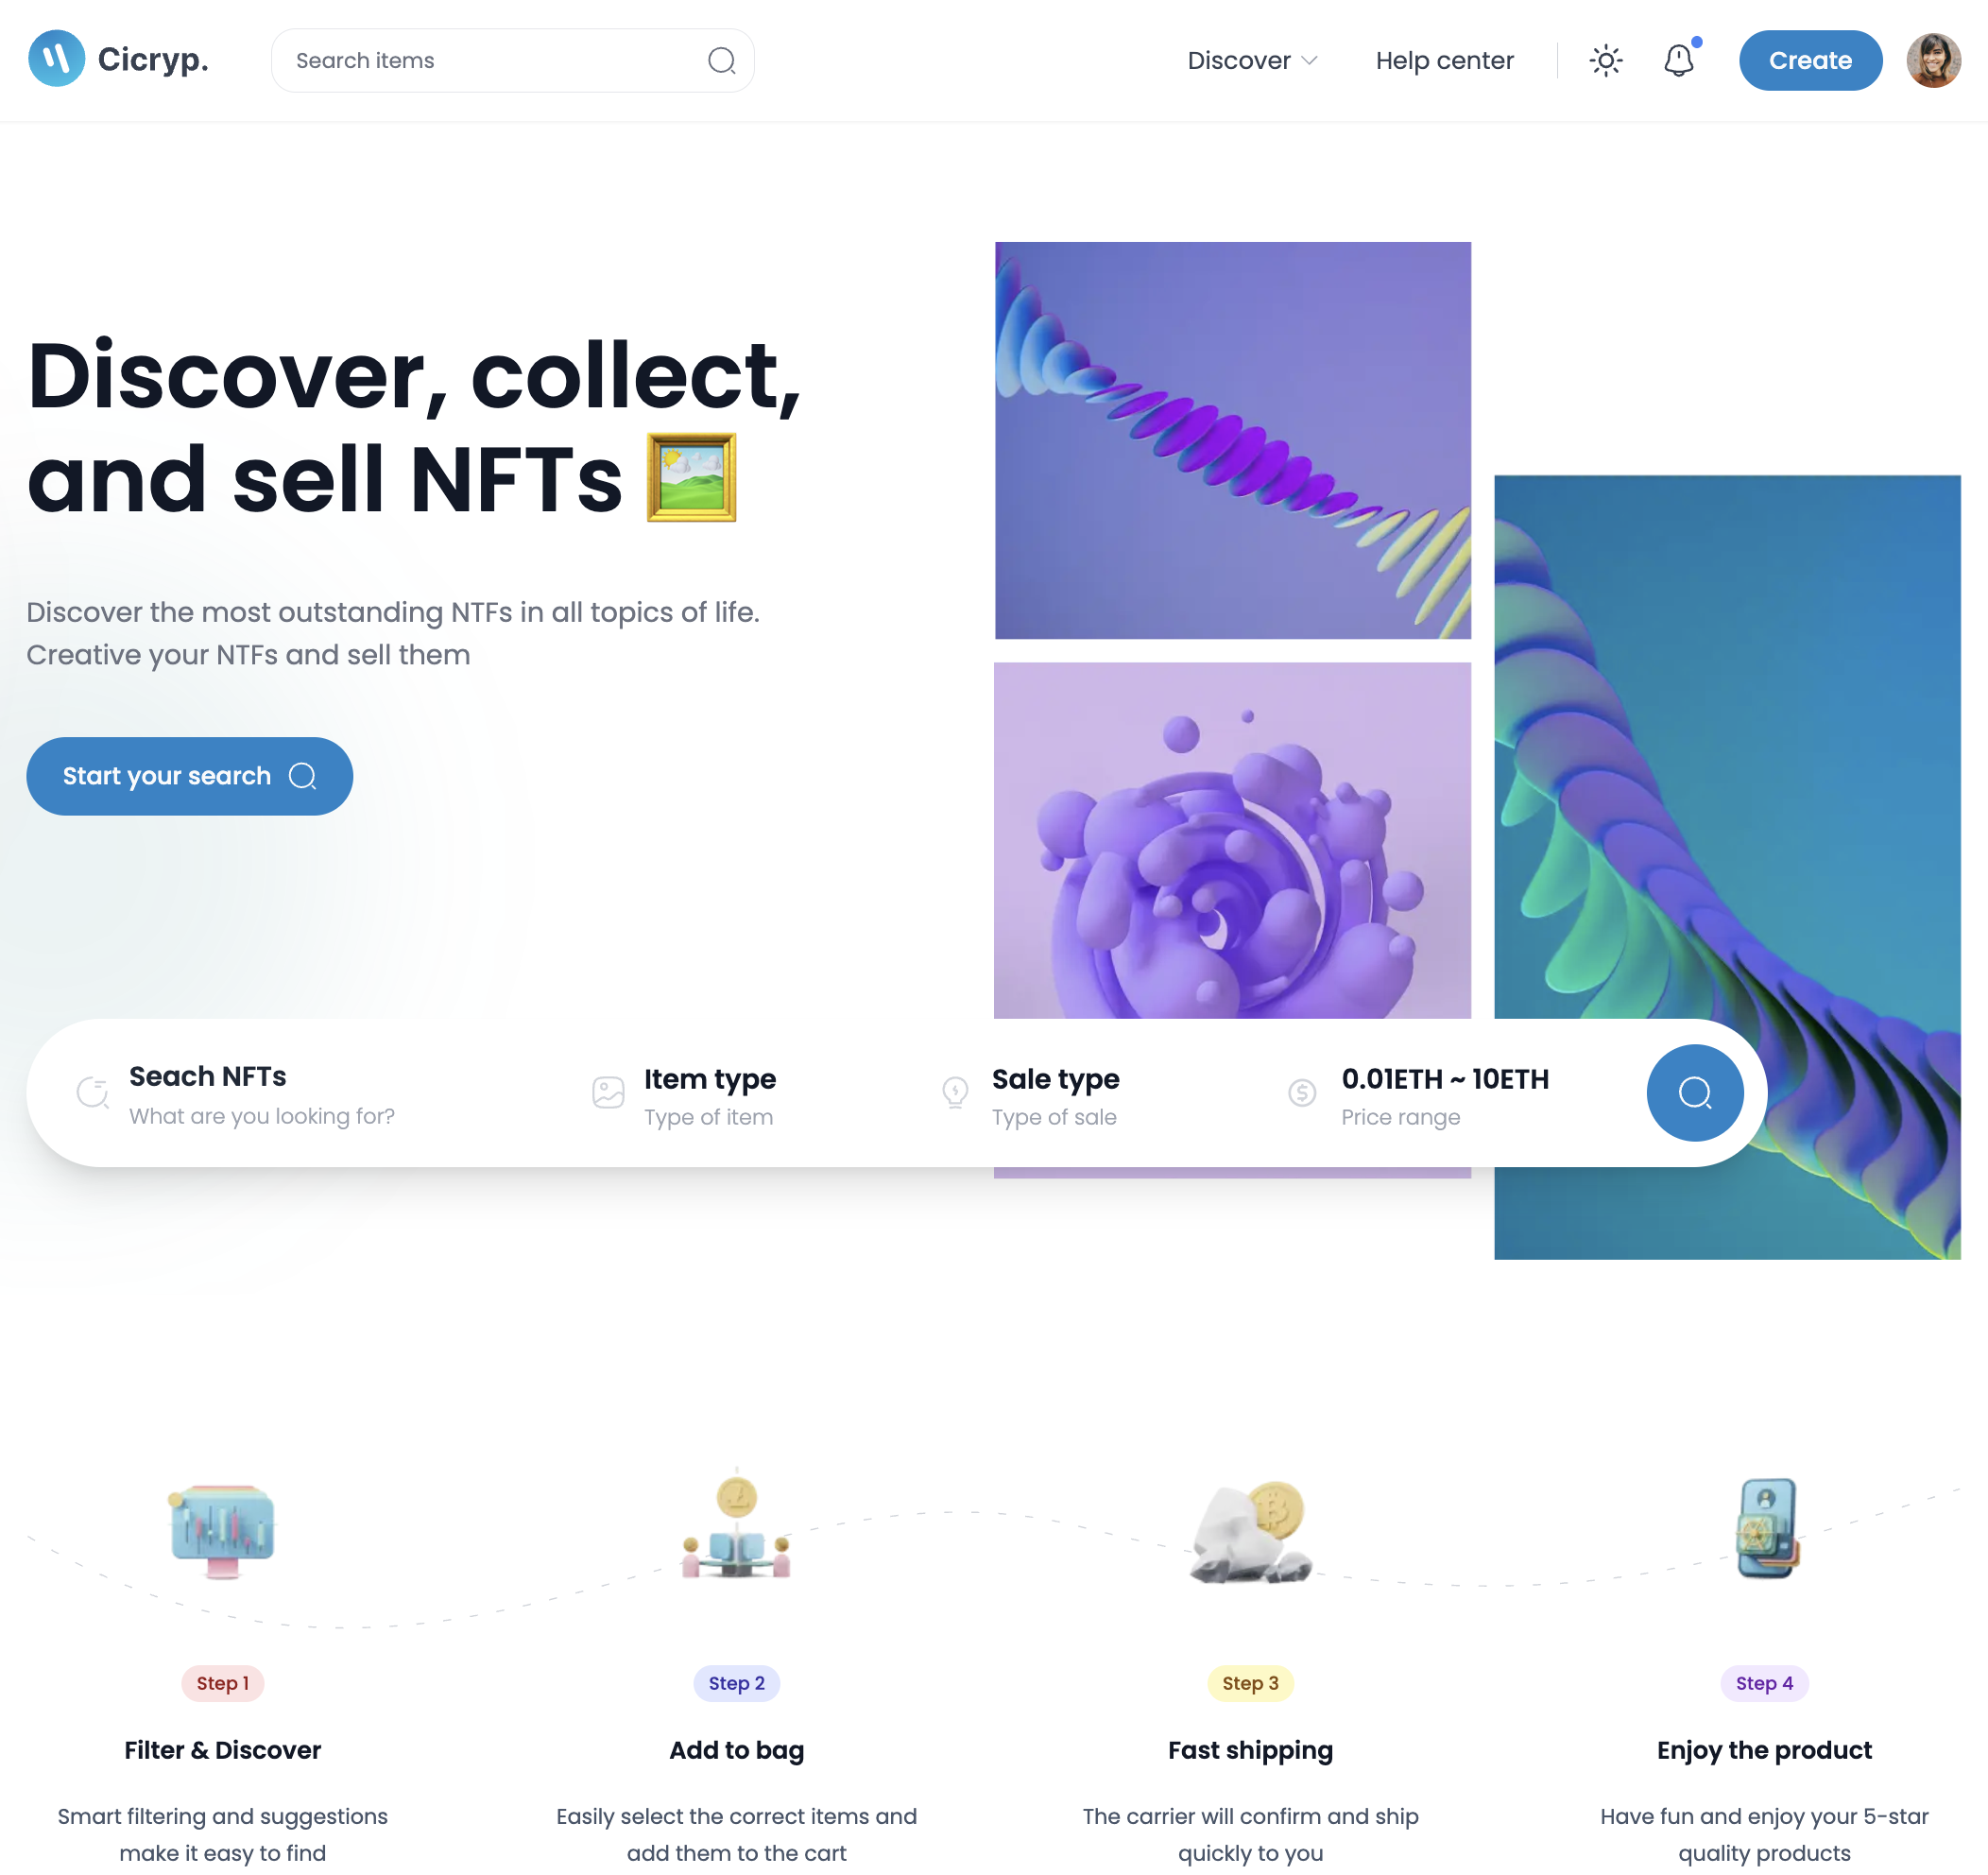 Cicryp.
Search items
Discover
Help center
Create
Discover, collect,
and sell NFTs
Discover the most outstanding NTFs in all topics of life.
Creative your NTFs and sell them
Start your search
Seach NFTs
What are you looking for?
Item type
Type of item
Sale type
Type of sale
0.01ETH ~ 10ETH
Price range
Step 1
Step 2
Step 3
Step 4
Filter & Discover
Add to bag
Fast shipping
Enjoy the product
Smart filtering and suggestions
make it easy to find
Easily select the correct items and
add them to the cart
The carrier will confirm and ship
quickly to you
Have fun and enjoy your 5-star
quality products